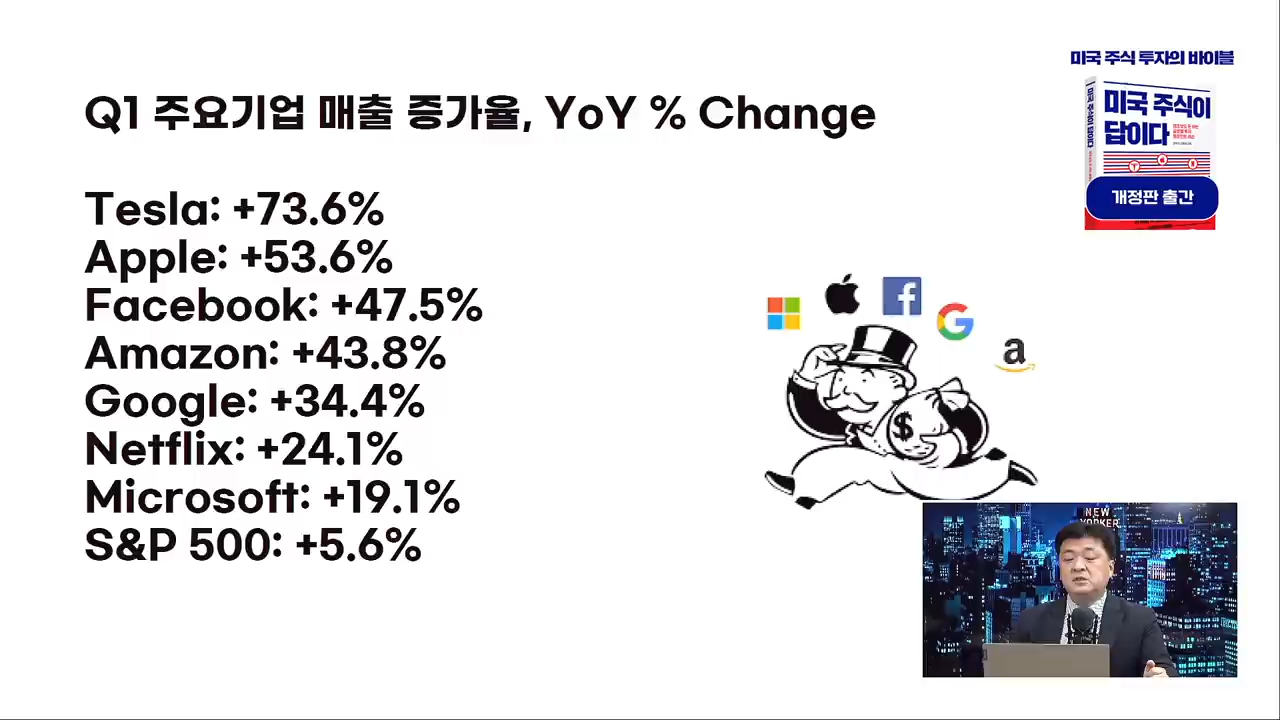 미국 주식 투자의 바이블
Q1 주요기업 매출 증가율, YoY % Change
미국 주식이
답이다
개정판 출간
Tesla: +73.6%
Apple: +53.6%
Facebook: +47.5%
Amazon: +43.8%
Google: +34.4%
Netflix: +24.1%
Microsoft: +19.1%
S&P 500: +5.6%
$
NEW
YORKER